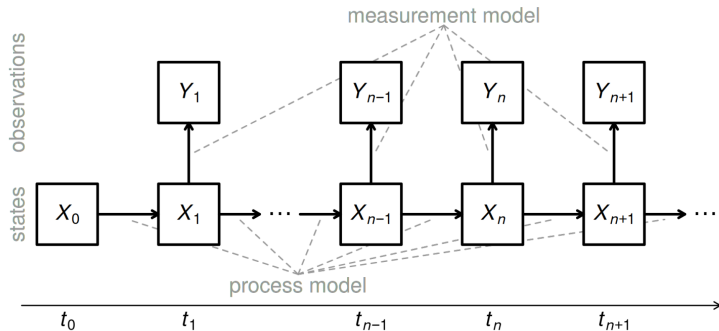 measurement model
observations
Y₁ Yₙ₋₁ Yₙ Yₙ₊₁
states
X₀ X₁ ··· Xₙ₋₁ Xₙ Xₙ₊₁ ···
process model
t₀ t₁ tₙ₋₁ tₙ tₙ₊₁